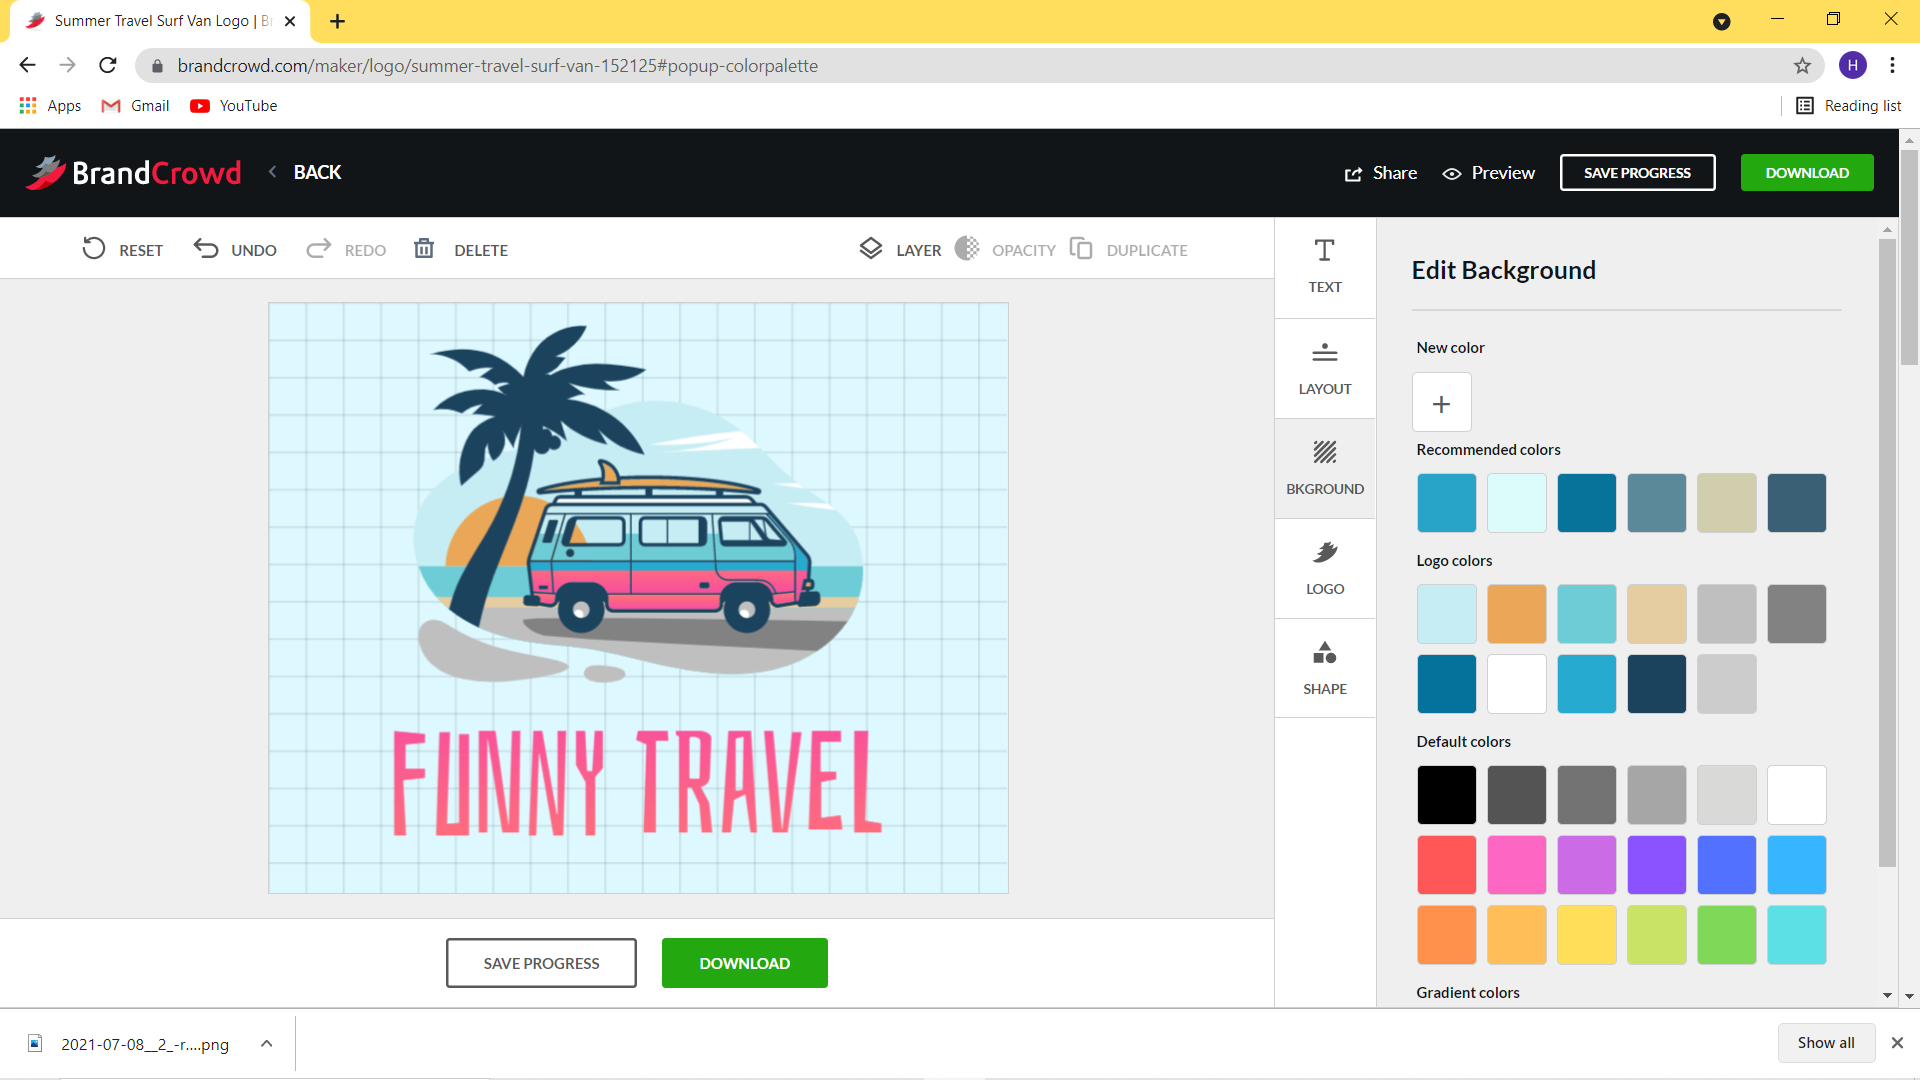 Summer Travel Surf Van Logo | Br
brandcrowd.com/maker/logo/summer-travel-surf-van-152125#popup-colorpalette
H
Apps
Gmail
YouTube
Reading list
BrandCrowd
BACK
Share
Preview
SAVE PROGRESS
DOWNLOAD
RESET
UNDO
REDO
DELETE
LAYER
OPACITY
DUPLICATE
TEXT
LAYOUT
BKGROUND
LOGO
SHAPE
Edit Background
New color
Recommended colors
Logo colors
Default colors
Gradient colors
FUNNY TRAVEL
SAVE PROGRESS
DOWNLOAD
2021-07-08__2_-r....png
Show all